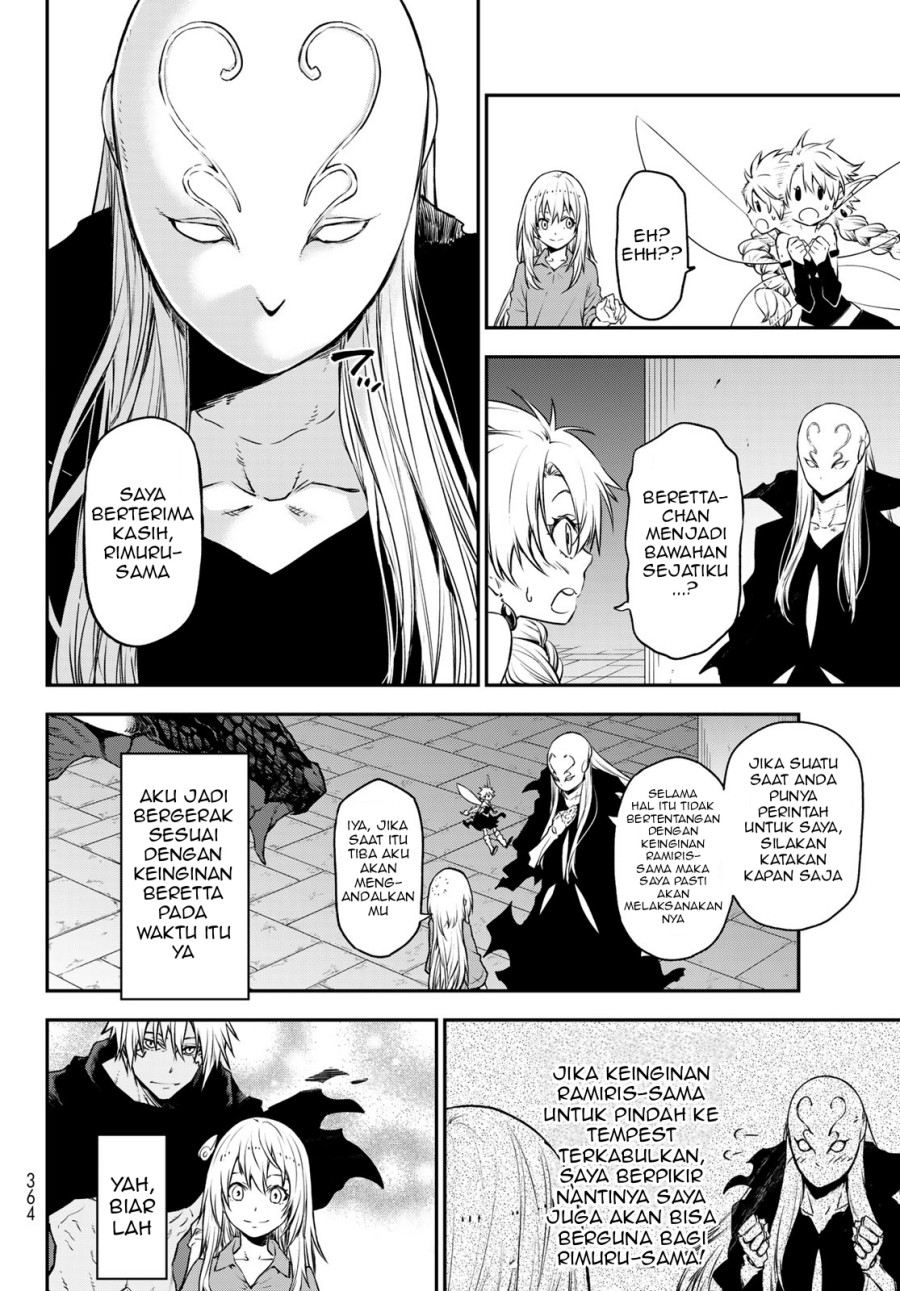 EH?
EHH??
BERETTA-
CHAN
MENJADI
BAWAHAN
SEJATIKU
...?
SAYA
BERTERIMA
KASIH,
RIMURU-
SAMA
JIKA SUATU
SAAT ANDA
PUNYA
PERINTAH
UNTUK SAYA,
SILAKAN
KATAKAN
KAPAN SAJA
SELAMA
HAL ITU TIDAK
BERTENTANGAN
DENGAN
KEINGINAN
RAMIRIS-
SAMA MAKA
SAYA PASTI
AKAN
MELAKSANAKAN
NYA
IYA, JIKA
SAAT ITU
TIBA AKU
AKAN
MENG-
ANDALKAN
MU
AKU JADI
BERGERAK
SESUAI
DENGAN
KEINGINAN
BERETTA
PADA
WAKTU ITU
YA
JIKA KEINGINAN
RAMIRIS-SAMA
UNTUK PINDAH KE
TEMPEST
TERKABULKAN,
SAYA BERPIKIR
NANTINYA SAYA
JUGA AKAN BISA
BERGUNA BAGI
RIMURU-SAMA!
YAH,
BIAR
LAH
364